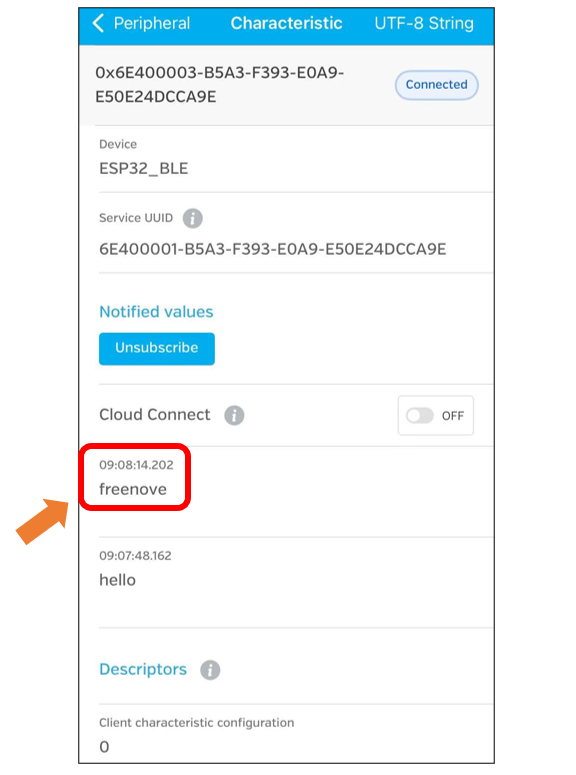 Peripheral Characteristic UTF-8 String
0x6E400003-B5A3-F393-E0A9-
E50E24DCCA9E
Connected
Device
ESP32_BLE
Service UUID i
6E400001-B5A3-F393-E0A9-E50E24DCCA9E
Notified values
Unsubscribe
Cloud Connect i OFF
09:08:14.202
freenove
09:07:48.162
hello
Descriptors i
Client characteristic configuration
0